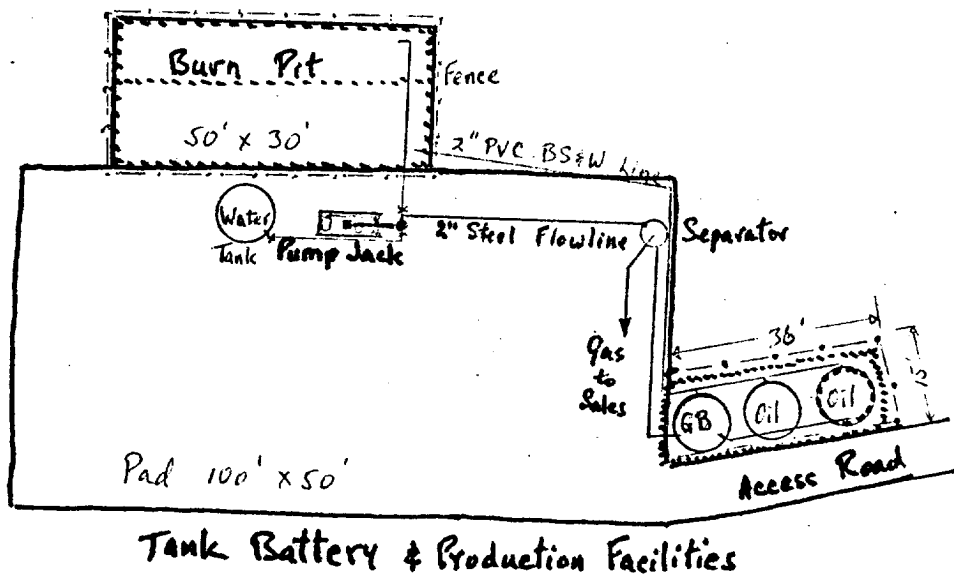 Burn Pit
Fence
50' x 30'
2" PVC BS&W Line
Water
Tank
Pump Jack
2" Steel Flowline
Separator
Gas
to
Sales
36'
15'
GB
Oil
Oil
Pad 100' x 50'
Access Road
Tank Battery & Production Facilities